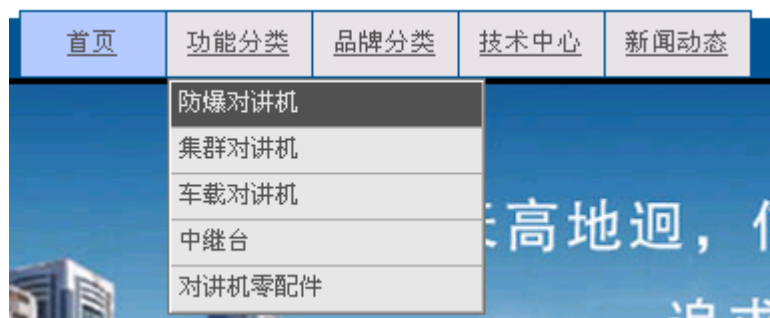 首页 功能分类 品牌分类 技术中心 新闻动态
防爆对讲机
集群对讲机
车载对讲机
中继台
对讲机零配件
高地迥，